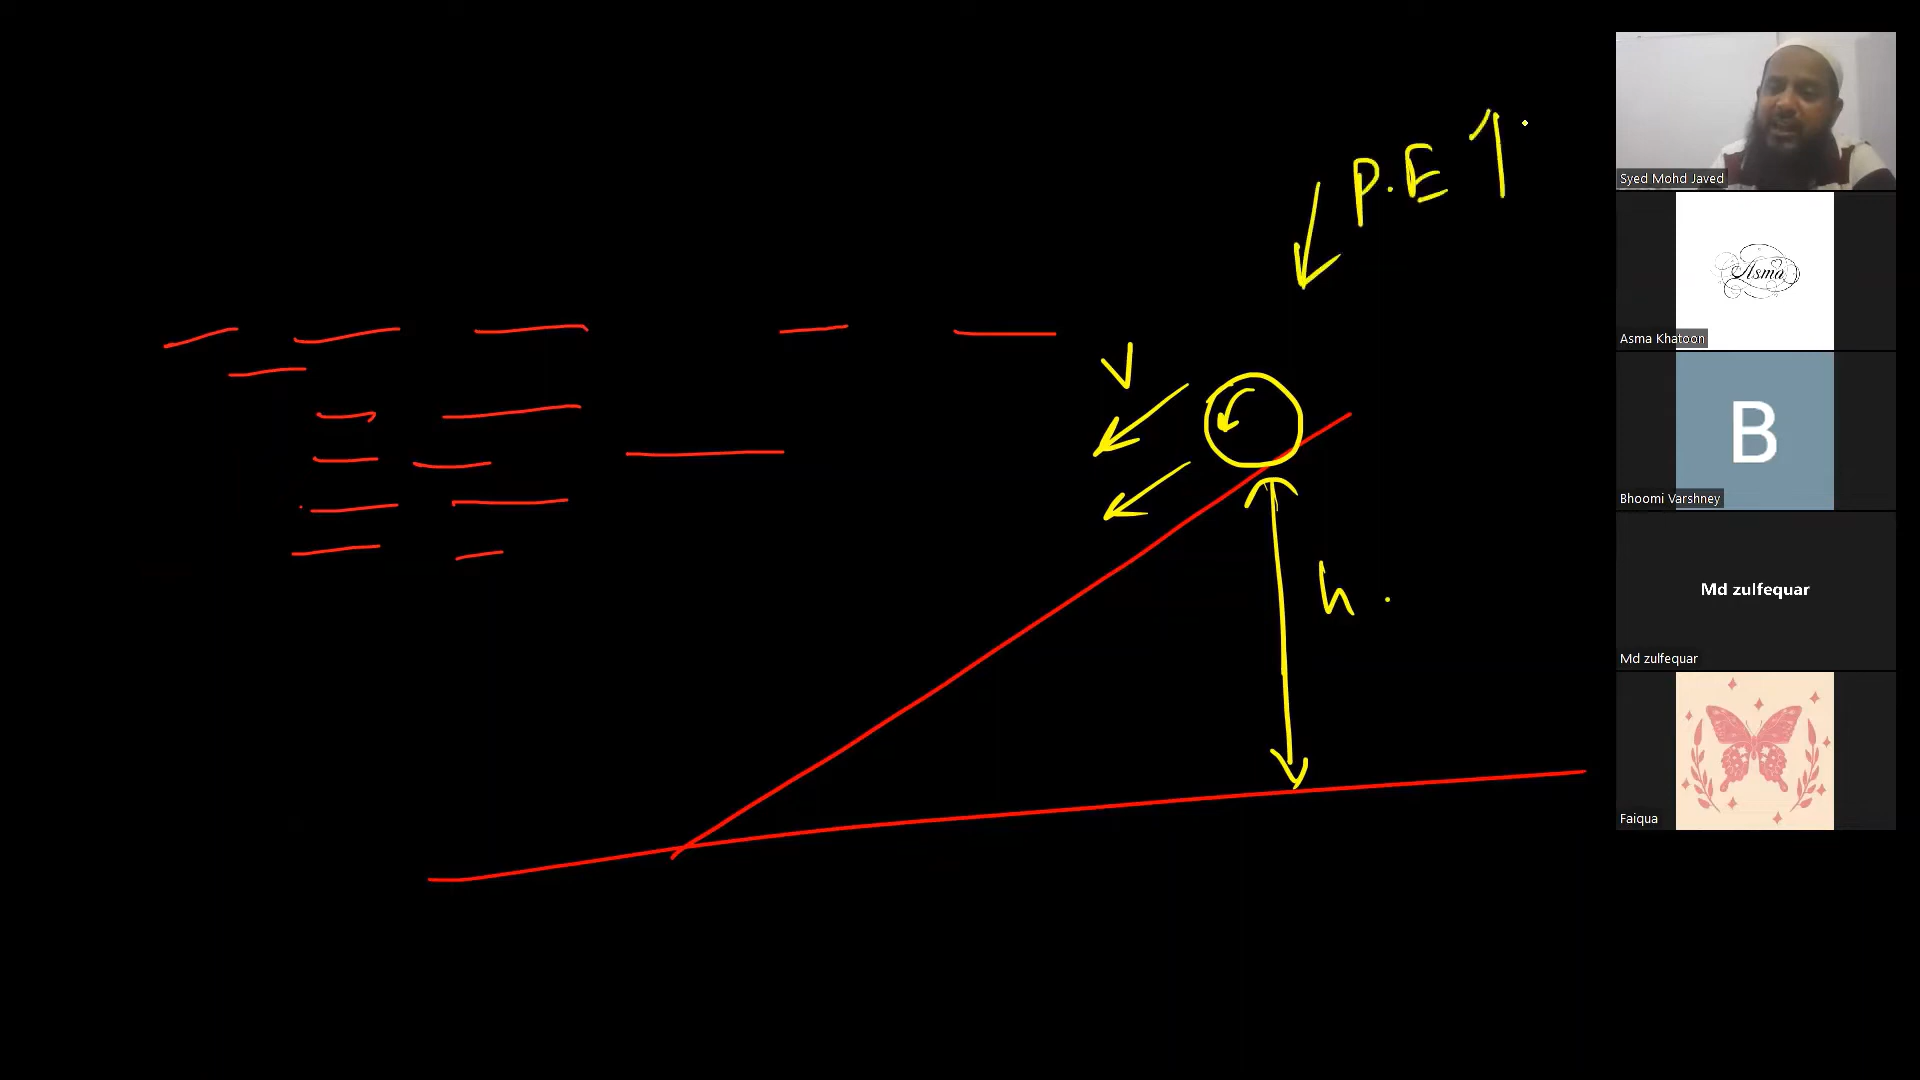 P.E
V
h.
Syed Mohd Javed
Asma
Asma Khatoon
B
Bhoomi Varshney
Md zulfequar
Md zulfequar
Faiqua